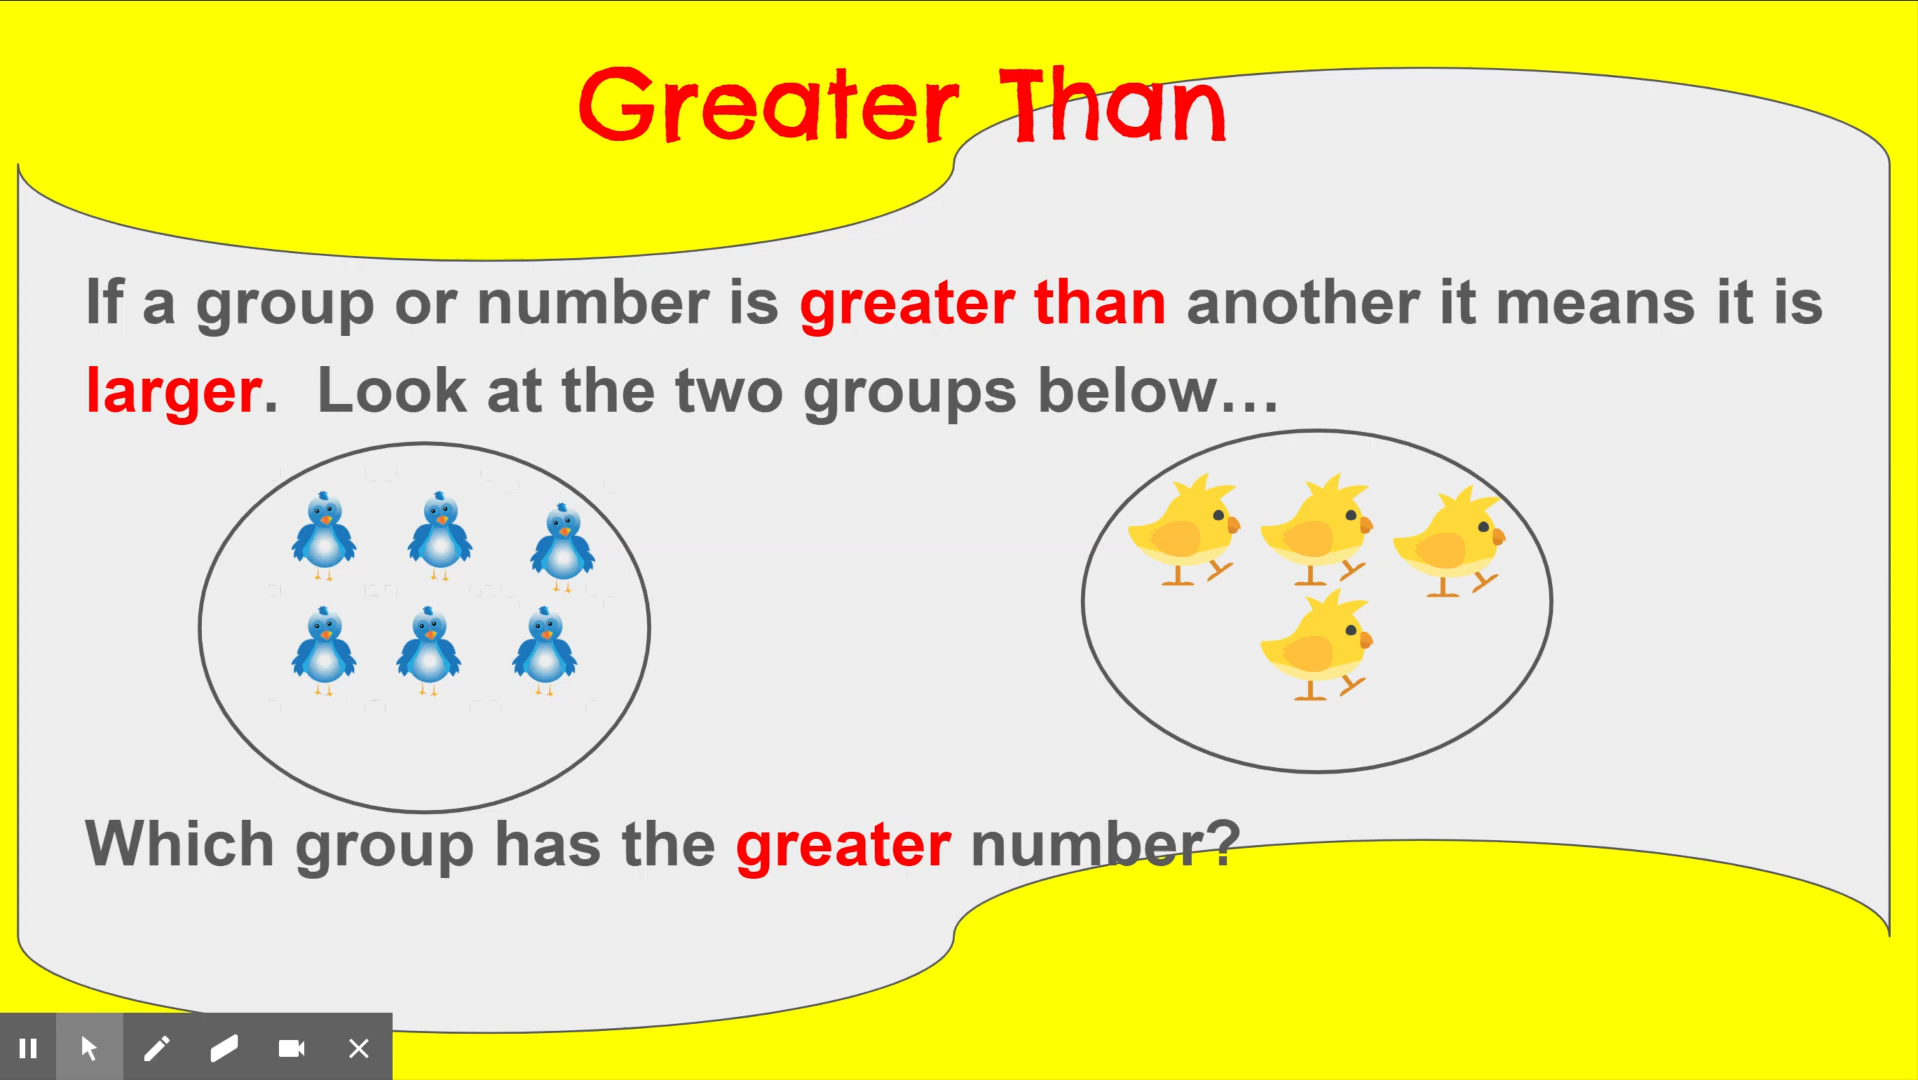 Greater Than
If a group or number is greater than another it means it is
larger.  Look at the two groups below…
Which group has the greater number?